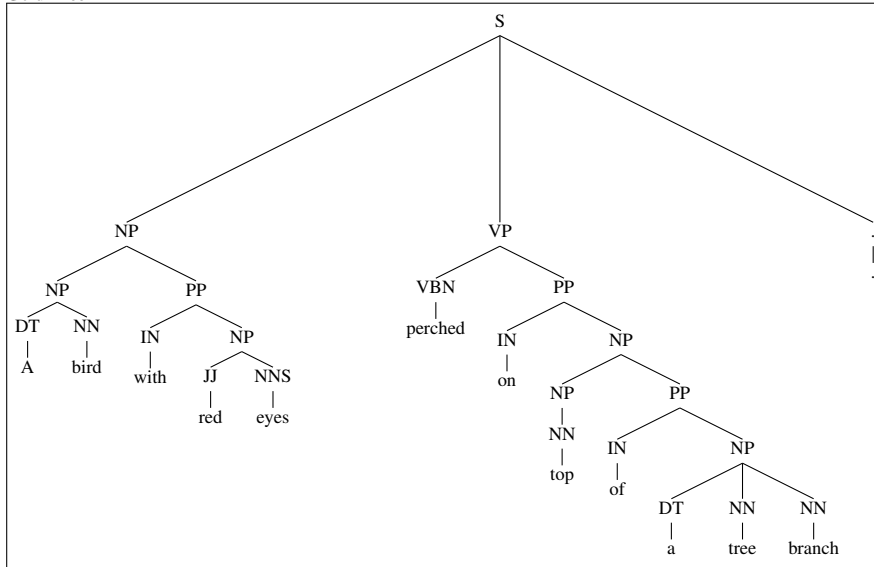 S
NP VP .
NP PP VBN PP .
DT NN IN NP perched IN NP
A bird with JJ NNS on NP PP
red eyes NN IN NP
top of DT NN NN
a tree branch